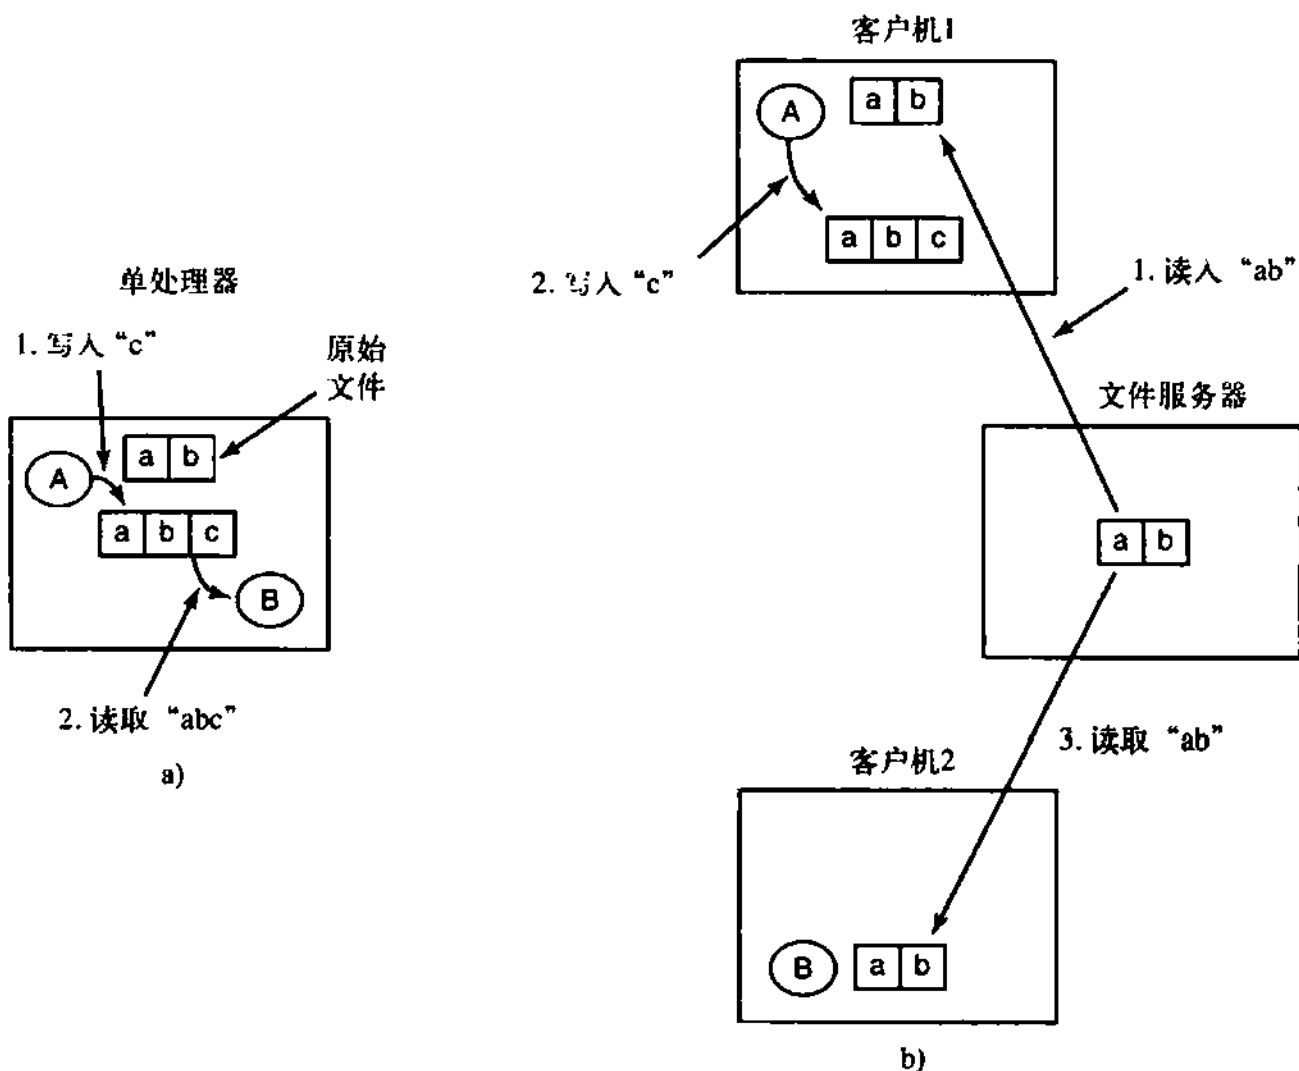 单处理器
1. 写入“c”
原始
文件
A
a b
a b c
B
2. 读取“abc”
a)
客户机1
A
a b
a b c
2. 写入“c”
1. 读入“ab”
文件服务器
a b
3. 读取“ab”
客户机2
B
a b
b)